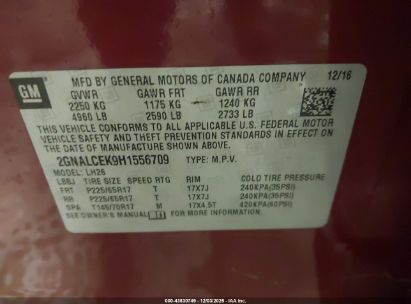 GM
MFD BY GENERAL MOTORS OF CANADA COMPANY 12/16
GVWR GAWR FRT GAWR RR
2250 KG 1175 KG 1240 KG
4960 LB 2590 LB 2733 LB
THIS VEHICLE CONFORMS TO ALL APPLICABLE U.S. FEDERAL MOTOR
VEHICLE SAFETY AND THEFT PREVENTION STANDARDS IN EFFECT
ON THE DATE OF MANUFACTURE SHOWN ABOVE.
2GNALCEK9H1556709 TYPE: M.P.V.
MODEL: LH26
LBBJ TIRE SIZE SPEED RTG RIM COLD TIRE PRESSURE
FRT P225/65R17 T 17X7J 240KPA(35PSI)
RR P225/65R17 T 17X7J 240KPA(35PSI)
SPA T145/70R17 M 17X4.5T 420KPA(60PSI)
SEE OWNER'S MANUAL FOR ADDITIONAL INFORMATION.